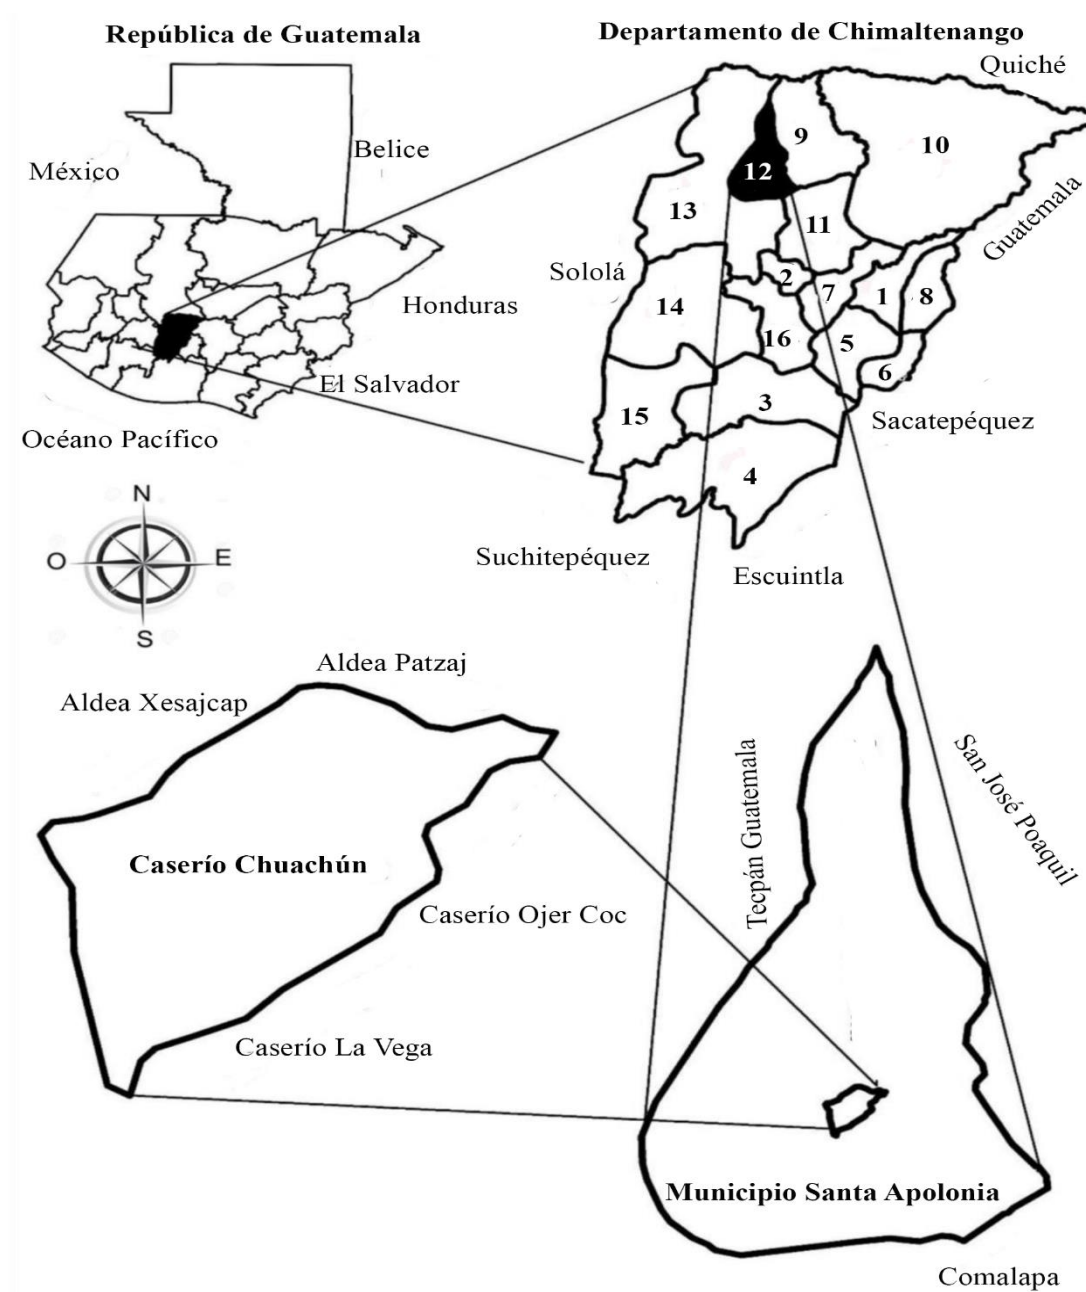 República de Guatemala
México
Belice
Honduras
El Salvador
Océano Pacífico
Departamento de Chimaltenango
Quiché
Guatemala
Sololá
Sacatepéquez
Suchitepéquez
Escuintla
9
10
12
13
11
2
7
1
8
14
16
5
6
3
15
4
N
O
E
S
Aldea Patzaj
Aldea Xesajcap
Caserío Chuachún
Caserío Ojer Coc
Caserío La Vega
Tecpán Guatemala
San José Poaquil
Municipio Santa Apolonia
Comalapa